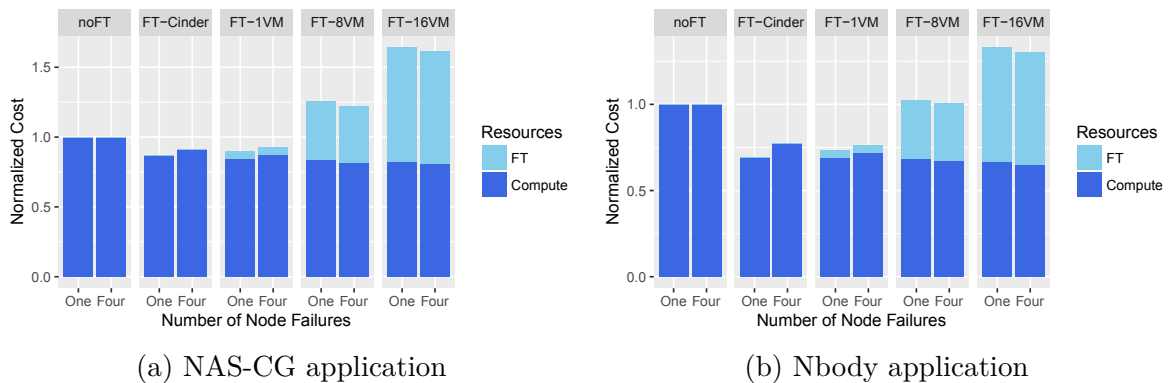 noFT FT−Cinder FT−1VM FT−8VM FT−16VM
1.5
1.0
0.5
0.0
Normalized Cost
One Four One Four One Four One Four One Four
Number of Node Failures
Resources
FT
Compute
(a) NAS-CG application
noFT FT−Cinder FT−1VM FT−8VM FT−16VM
1.0
0.5
0.0
Normalized Cost
One Four One Four One Four One Four One Four
Number of Node Failures
Resources
FT
Compute
(b) Nbody application